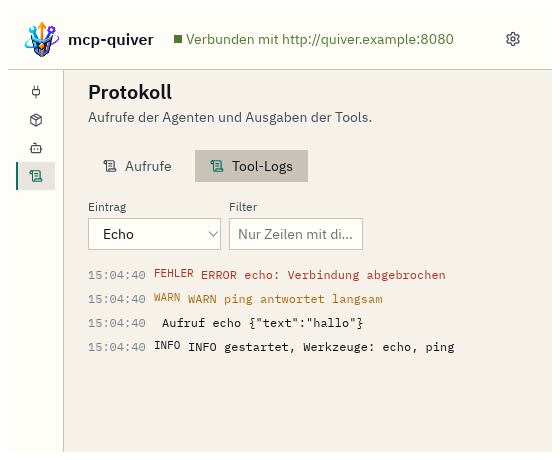 mcp-quiver
Verbunden mit http://quiver.example:8080
Protokoll
Aufrufe der Agenten und Ausgaben der Tools.
Aufrufe
Tool-Logs
Eintrag
Filter
Echo
Nur Zeilen mit di...
15:04:40 FEHLER ERROR echo: Verbindung abgebrochen
15:04:40 WARN WARN ping antwortet langsam
15:04:40 Aufruf echo {"text":"hallo"}
15:04:40 INFO INFO gestartet, Werkzeuge: echo, ping